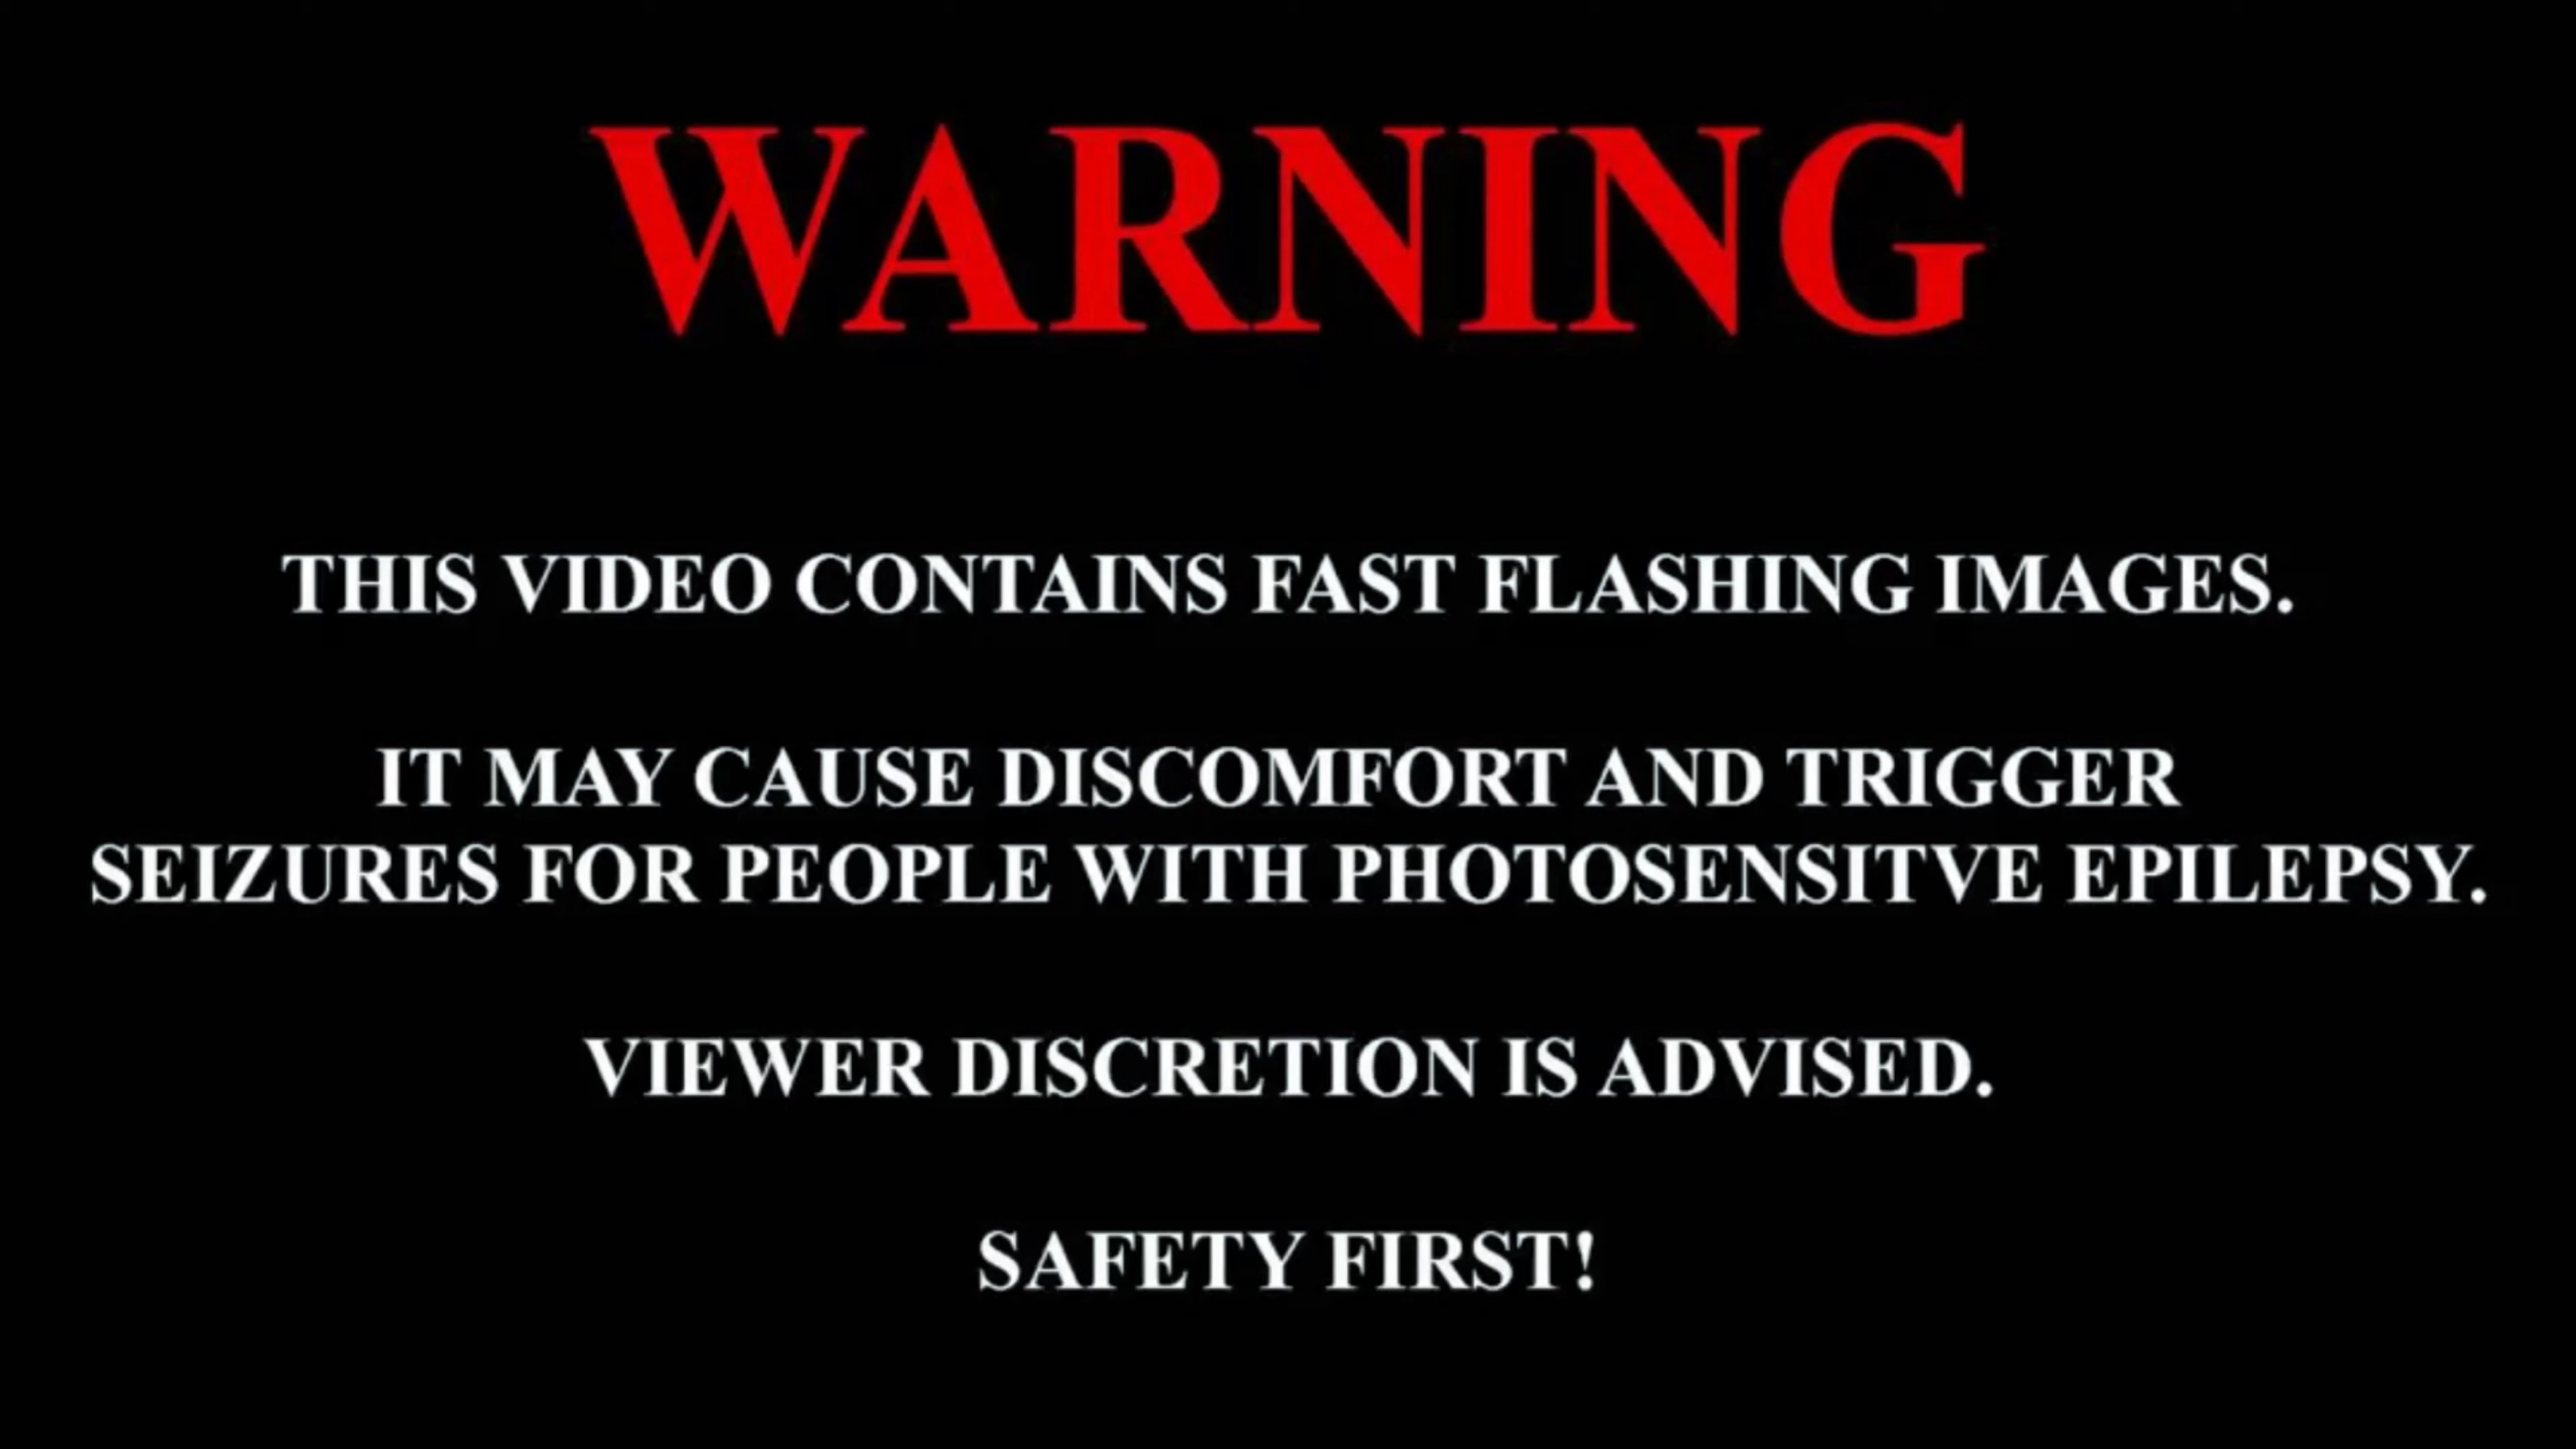 WARNING
THIS VIDEO CONTAINS FAST FLASHING IMAGES.
IT MAY CAUSE DISCOMFORT AND TRIGGER
SEIZURES FOR PEOPLE WITH PHOTOSENSITVE EPILEPSY.
VIEWER DISCRETION IS ADVISED.
SAFETY FIRST!